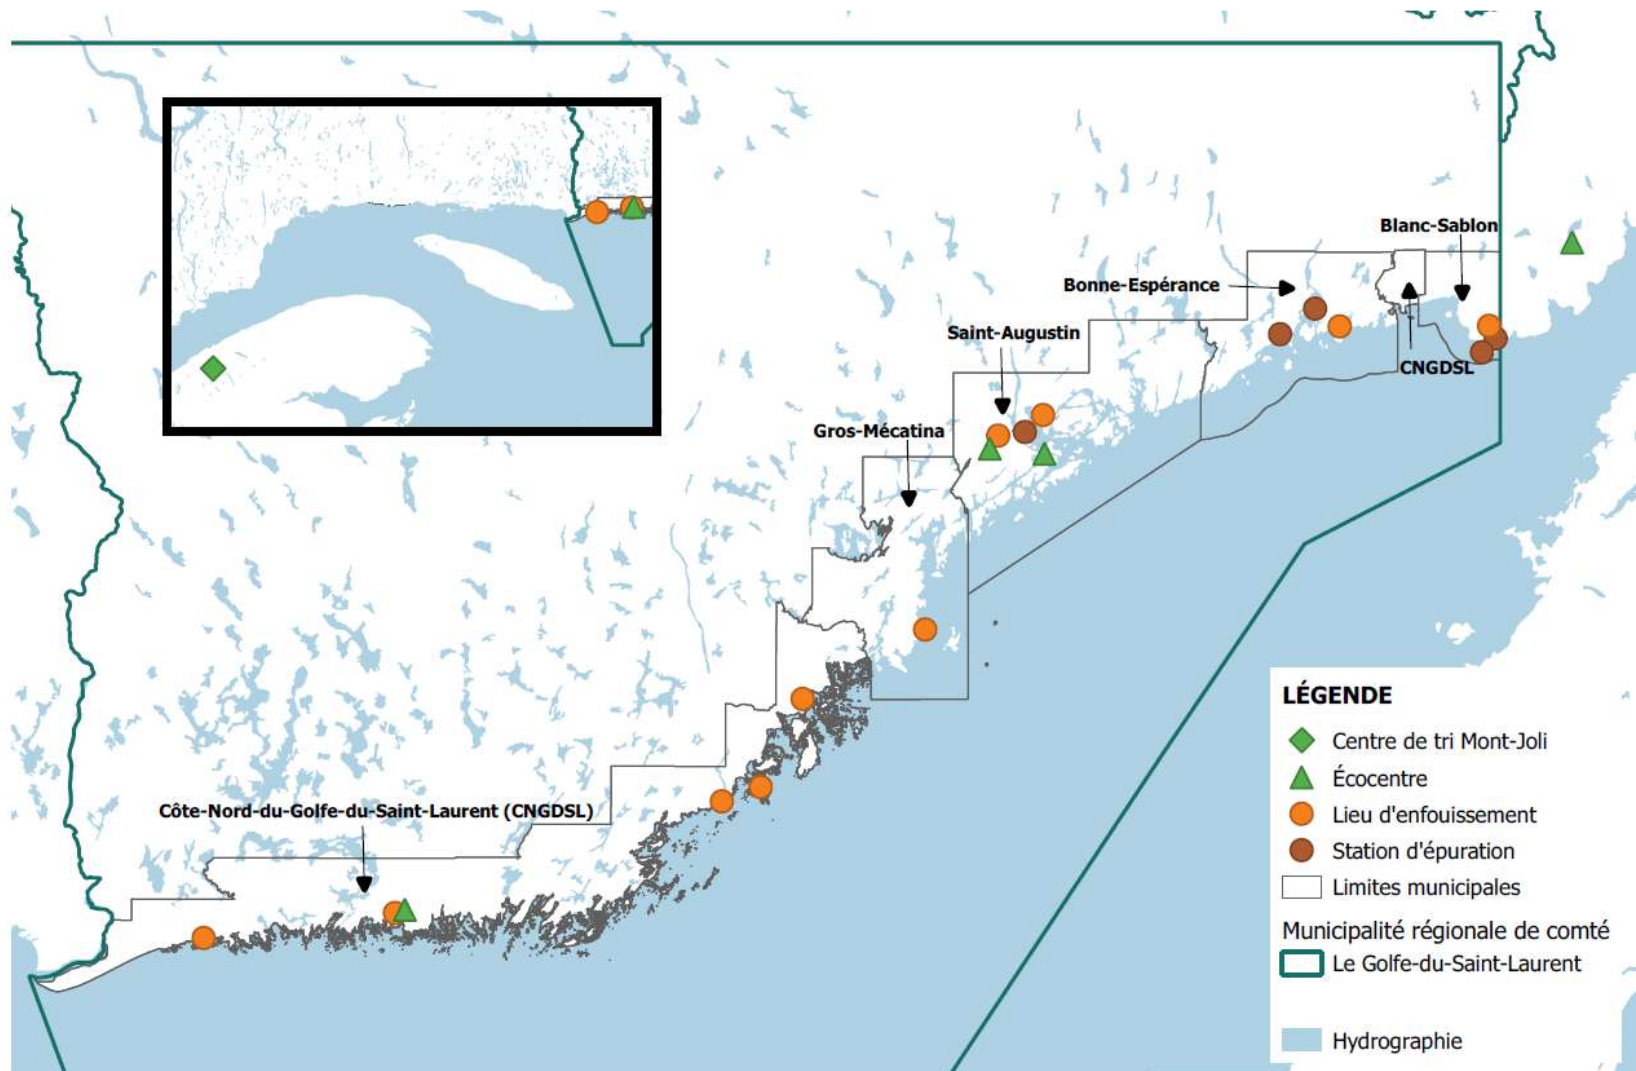 Blanc-Sablon
Bonne-Espérance
Saint-Augustin
CNGDSL
Gros-Mécatina
Côte-Nord-du-Golfe-du-Saint-Laurent (CNGDSL)
LÉGENDE
Centre de tri Mont-Joli
Écocentre
Lieu d'enfouissement
Station d'épuration
Limites municipales
Municipalité régionale de comté
Le Golfe-du-Saint-Laurent
Hydrographie